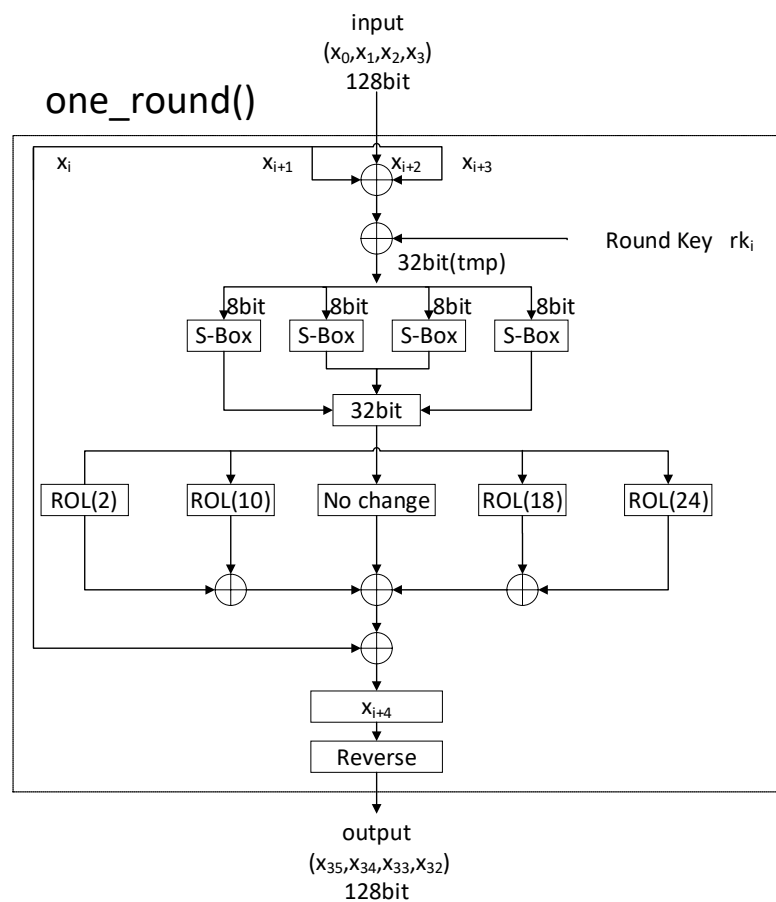 input
(x₀,x₁,x₂,x₃)
128bit
one_round()
xᵢ xᵢ₊₁ xᵢ₊₂ xᵢ₊₃
Round Key rkᵢ
32bit(tmp)
8bit 8bit 8bit 8bit
S-Box S-Box S-Box S-Box
32bit
ROL(2) ROL(10) No change ROL(18) ROL(24)
xᵢ₊₄
Reverse
output
(x₃₅,x₃₄,x₃₃,x₃₂)
128bit